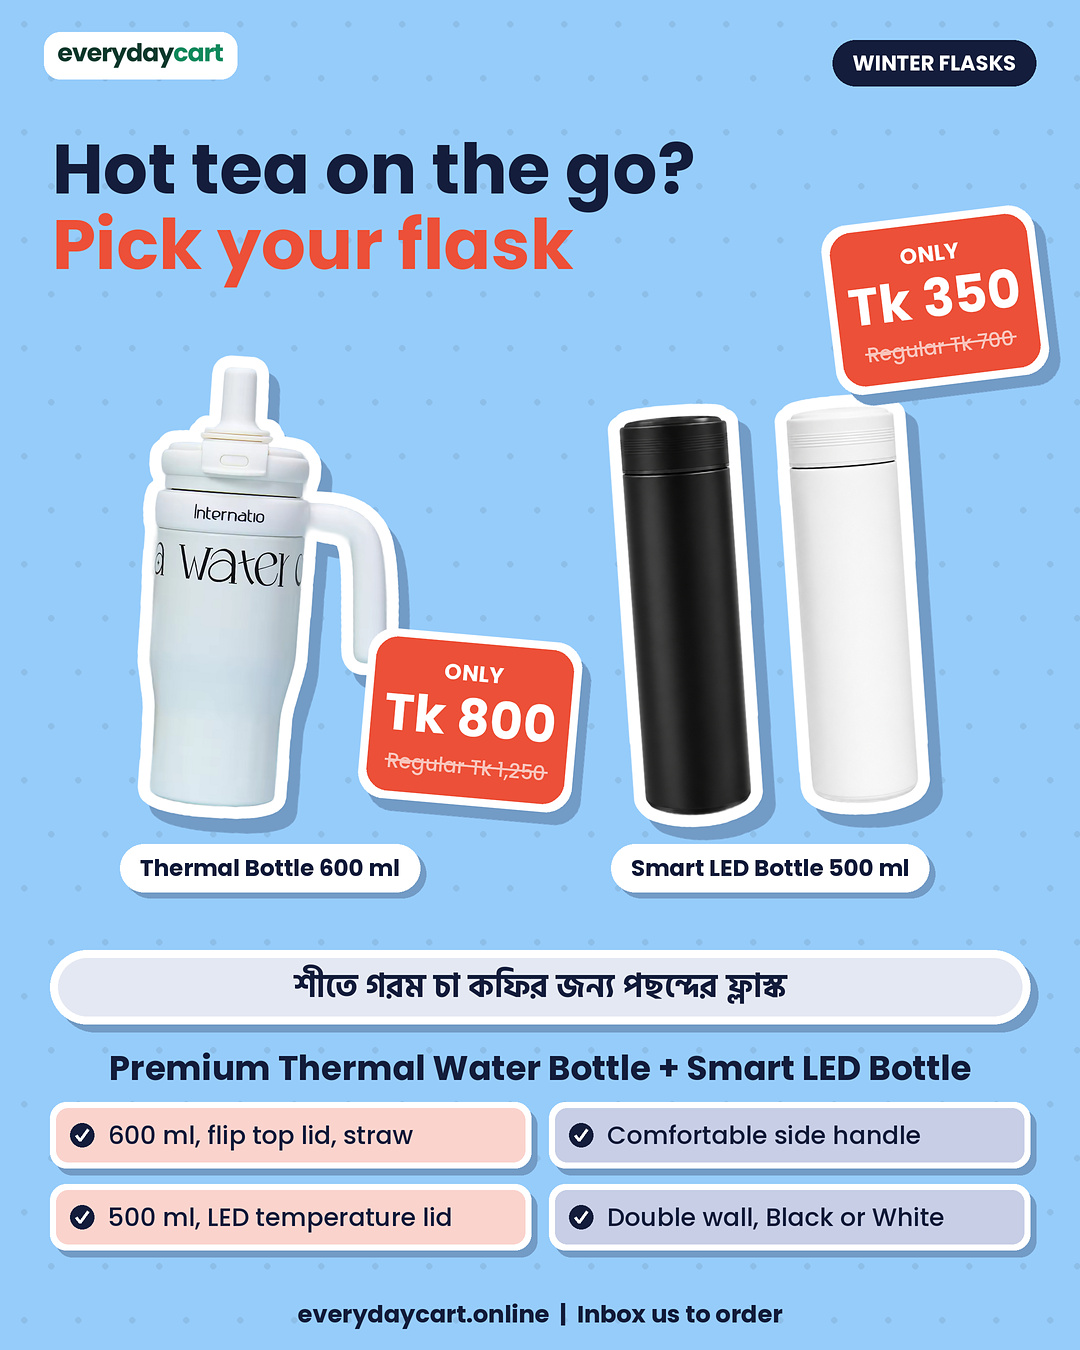 everydaycart
WINTER FLASKS
Hot tea on the go?
Pick your flask
ONLY
Tk 350
Regular Tk 700
Internatio
a water
ONLY
Tk 800
Regular Tk 1,250
Thermal Bottle 600 ml
Smart LED Bottle 500 ml
শীতে গরম চা কফির জন্য পছন্দের ফ্লাস্ক
Premium Thermal Water Bottle + Smart LED Bottle
600 ml, flip top lid, straw
Comfortable side handle
500 ml, LED temperature lid
Double wall, Black or White
everydaycart.online | Inbox us to order